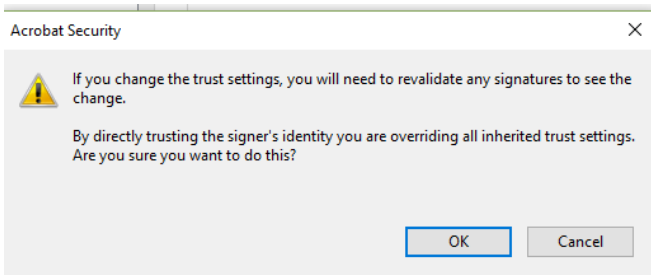 Acrobat Security
If you change the trust settings, you will need to revalidate any signatures to see the
change.
By directly trusting the signer's identity you are overriding all inherited trust settings.
Are you sure you want to do this?
OK Cancel